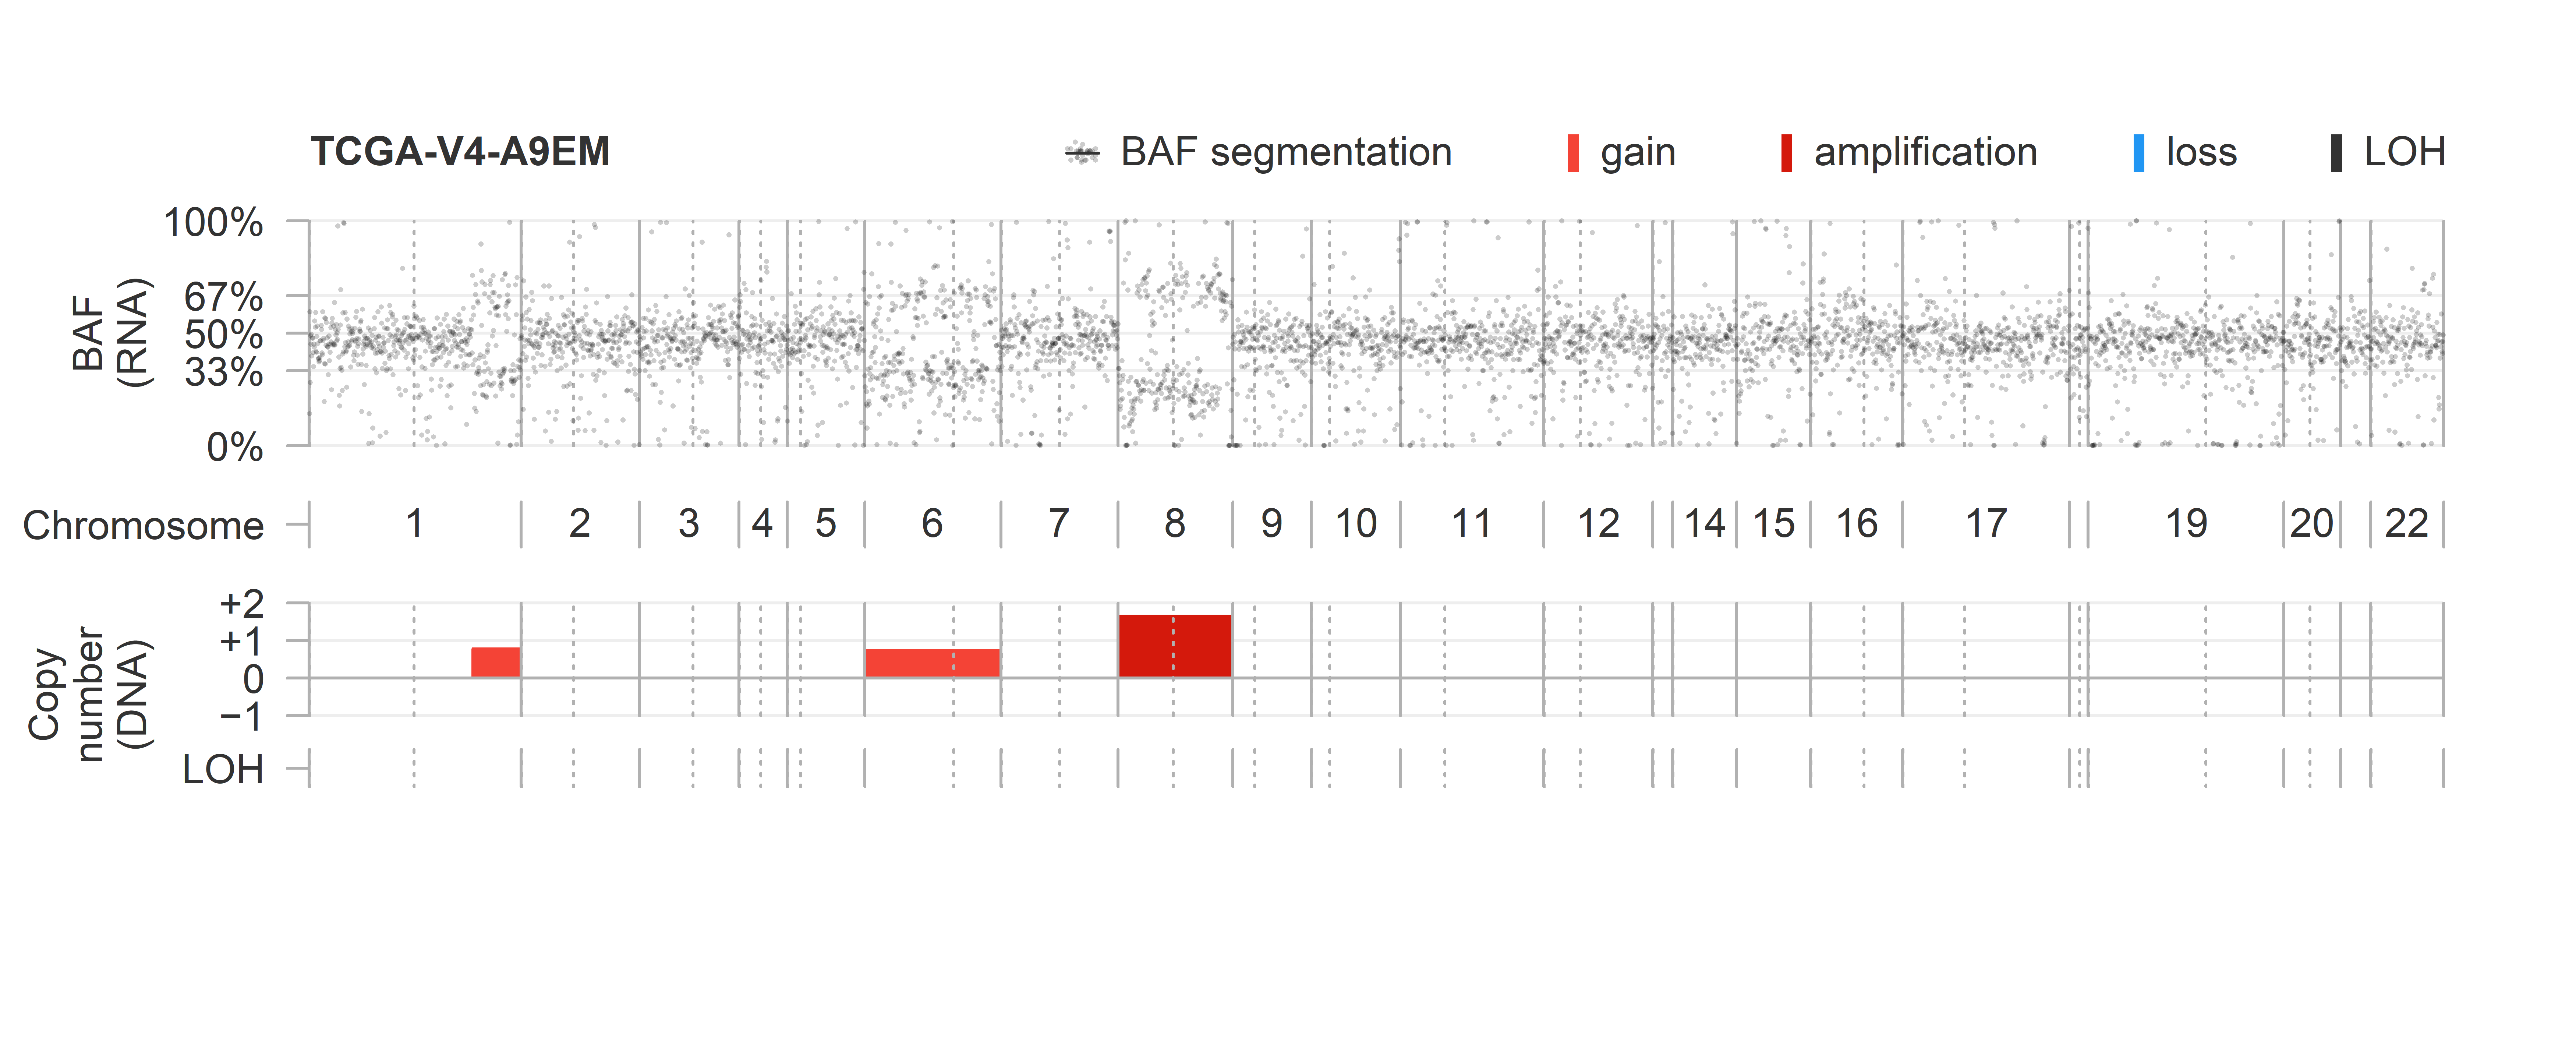 TCGA-V4-A9EM
BAF segmentation gain amplification loss LOH
BAF
(RNA)
100%
67%
50%
33%
0%
Chromosome 1 2 3 4 5 6 7 8 9 10 11 12 14 15 16 17 19 20 22
Copy
number
(DNA)
+2
+1
0
−1
LOH